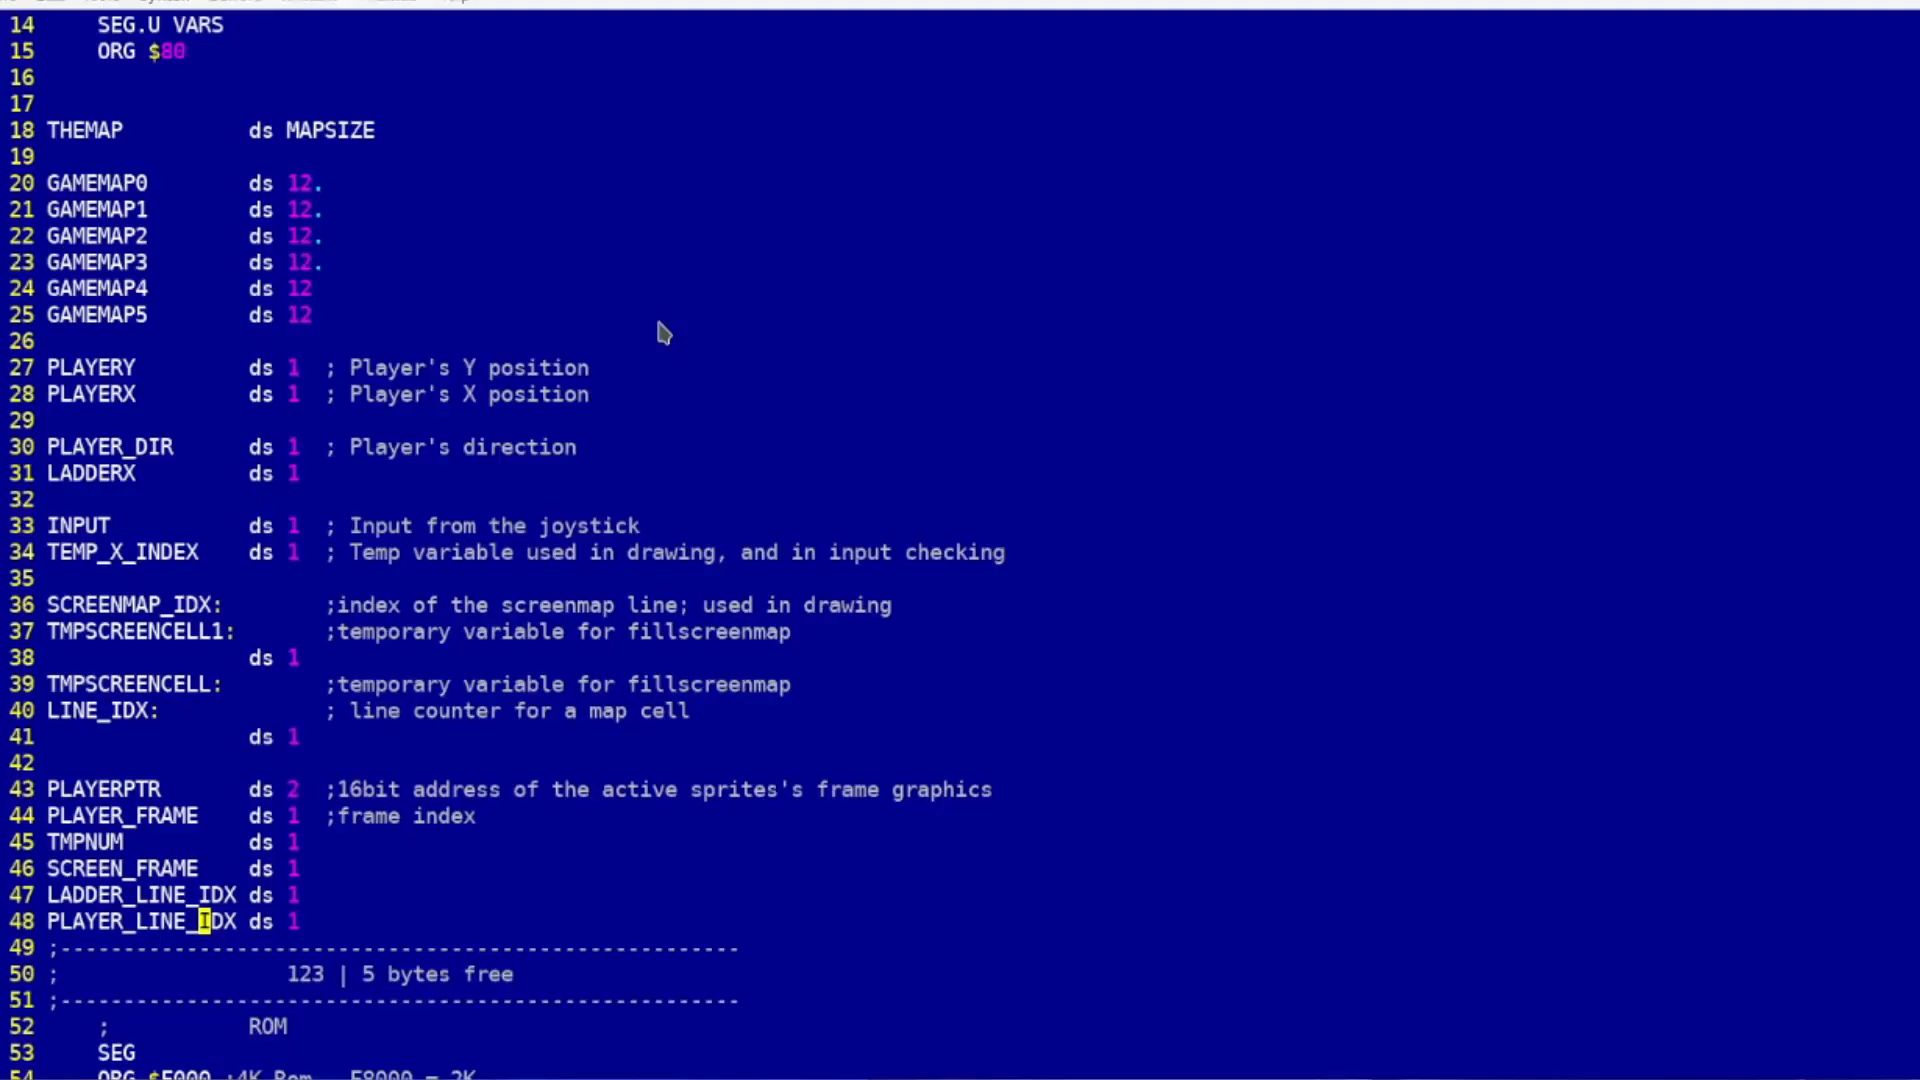 14 SEG.U VARS
15 ORG $80
16
17
18 THEMAP ds MAPSIZE
19
20 GAMEMAP0 ds 12.
21 GAMEMAP1 ds 12.
22 GAMEMAP2 ds 12.
23 GAMEMAP3 ds 12.
24 GAMEMAP4 ds 12
25 GAMEMAP5 ds 12
26
27 PLAYERY ds 1 ; Player's Y position
28 PLAYERX ds 1 ; Player's X position
29
30 PLAYER_DIR ds 1 ; Player's direction
31 LADDERX ds 1
32
33 INPUT ds 1 ; Input from the joystick
34 TEMP_X_INDEX ds 1 ; Temp variable used in drawing, and in input checking
35
36 SCREENMAP_IDX: ;index of the screenmap line; used in drawing
37 TMPSCREENCELL1: ;temporary variable for fillscreenmap
38 ds 1
39 TMPSCREENCELL: ;temporary variable for fillscreenmap
40 LINE_IDX: ; line counter for a map cell
41 ds 1
42
43 PLAYERPTR ds 2 ;16bit address of the active sprites's frame graphics
44 PLAYER_FRAME ds 1 ;frame index
45 TMPNUM ds 1
46 SCREEN_FRAME ds 1
47 LADDER_LINE_IDX ds 1
48 PLAYER_LINE_IDX ds 1
49 ;------------------------------------------------------
50 ; 123 | 5 bytes free
51 ;------------------------------------------------------
52 ; ROM
53 SEG
54 ORG $F000 ;4K Rom F8000 = 2K